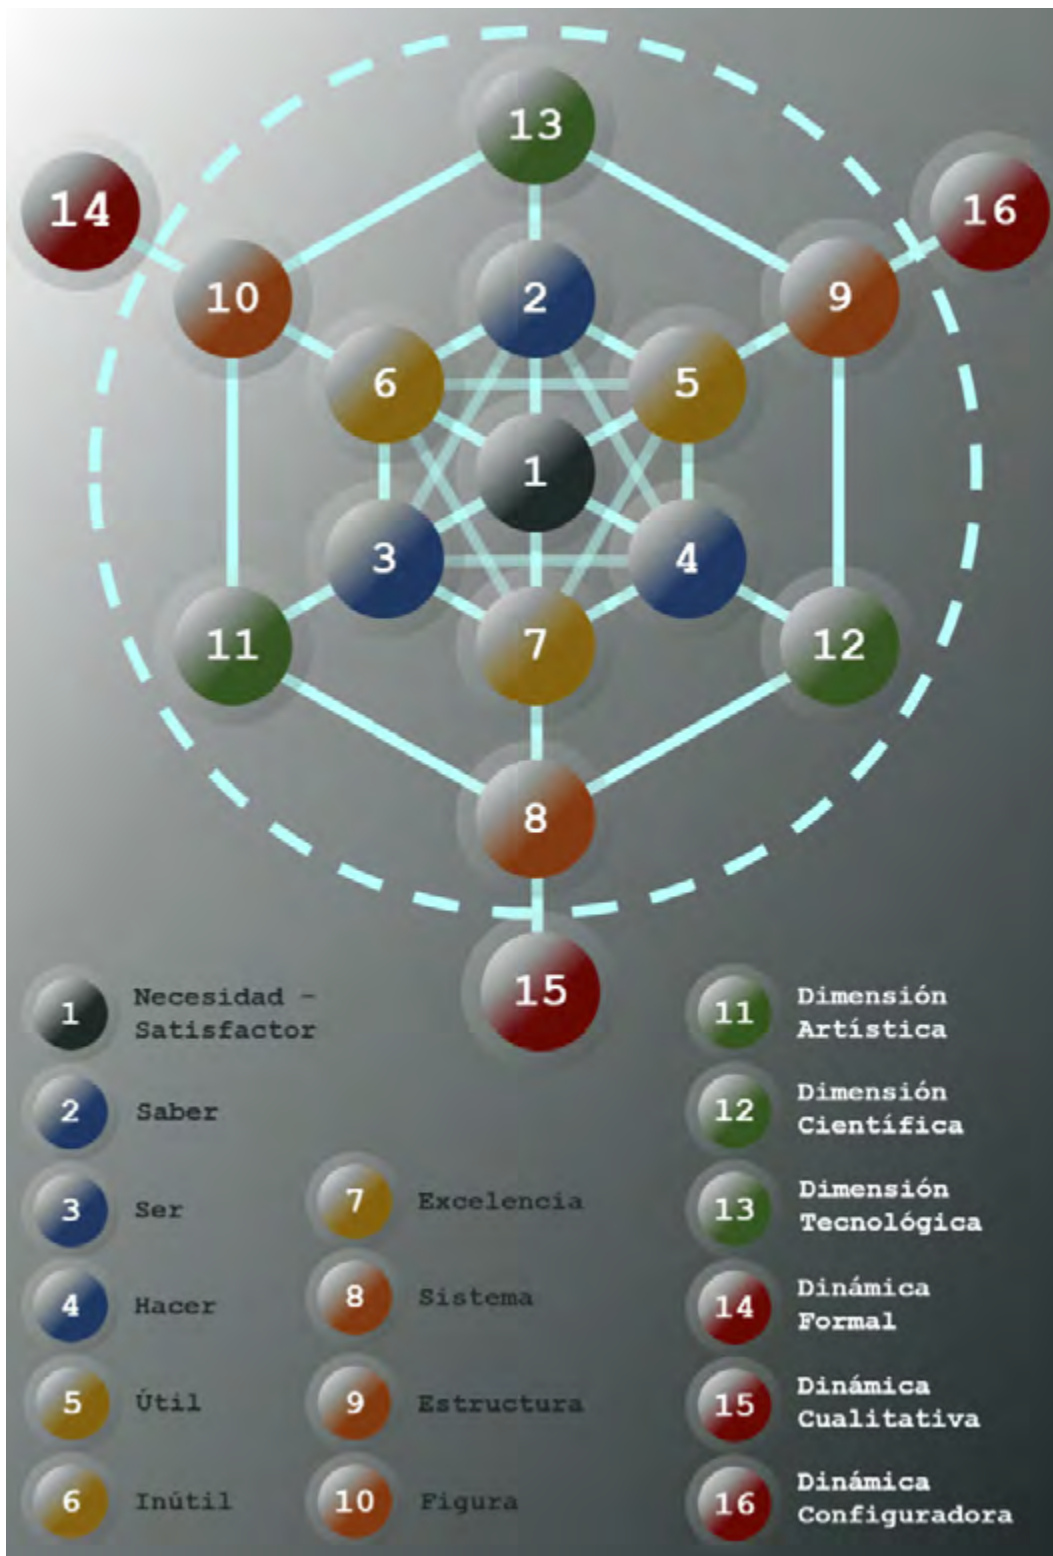 13
14
16
10
2
9
6
5
1
3
4
11
7
12
8
15
1
Necesidad –
Satisfactor
2
Saber
3
Ser
4
Hacer
5
Útil
6
Inútil
7
Excelencia
8
Sistema
9
Estructura
10
Figura
11
Dimensión
Artística
12
Dimensión
Científica
13
Dimensión
Tecnológica
14
Dinámica
Formal
15
Dinámica
Cualitativa
16
Dinámica
Configuradora